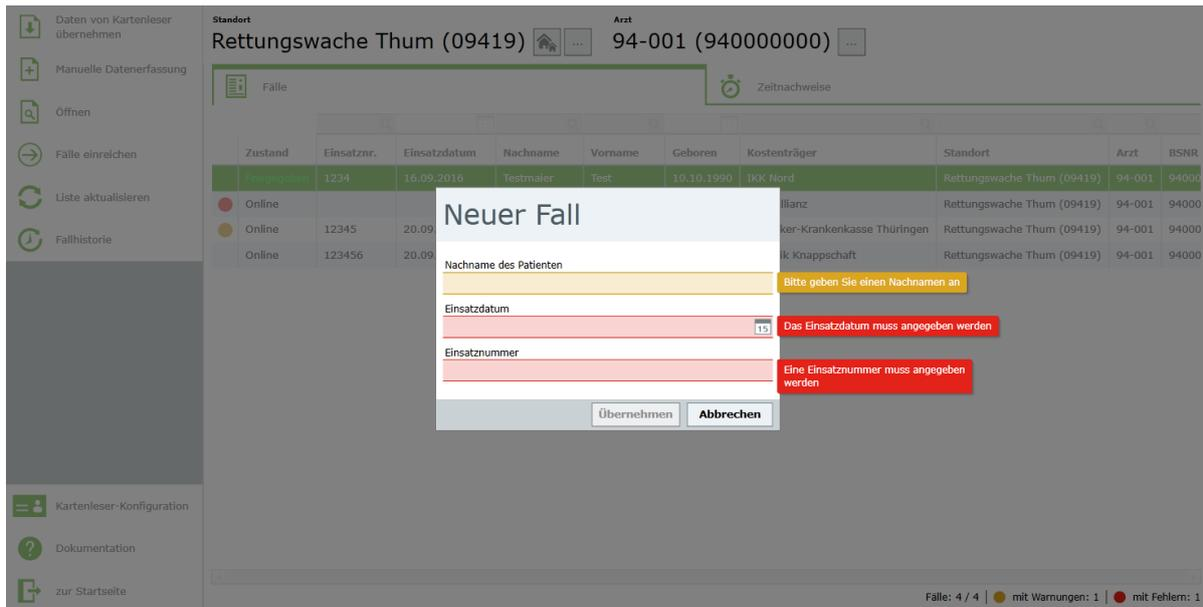 Daten von Kartenleser
übernehmen
Manuelle Datenerfassung
Öffnen
Fälle einreichen
Liste aktualisieren
Fallhistorie
Kartenleser-Konfiguration
Dokumentation
zur Startseite
Standort
Rettungswache Thum (09419) ...
Arzt
94-001 (940000000) ...
Fälle
Zeitnachweise
Zustand Einsatznr. Einsatzdatum Nachname Vorname Geboren Kostenträger Standort Arzt BSNR
Freigegeben 1234 16.09.2016 Testmaier Test 10.10.1990 IKK Nord Rettungswache Thum (09419) 94-001 94000
Online llianz Rettungswache Thum (09419) 94-001 94000
Online 12345 20.09. ker-Krankenkasse Thüringen Rettungswache Thum (09419) 94-001 94000
Online 123456 20.09. ik Knappschaft Rettungswache Thum (09419) 94-001 94000
Neuer Fall
Nachname des Patienten
Bitte geben Sie einen Nachnamen an
Einsatzdatum
15
Das Einsatzdatum muss angegeben werden
Einsatznummer
Eine Einsatznummer muss angegeben
werden
Übernehmen Abbrechen
Fälle: 4 / 4 | mit Warnungen: 1 | mit Fehlern: 1